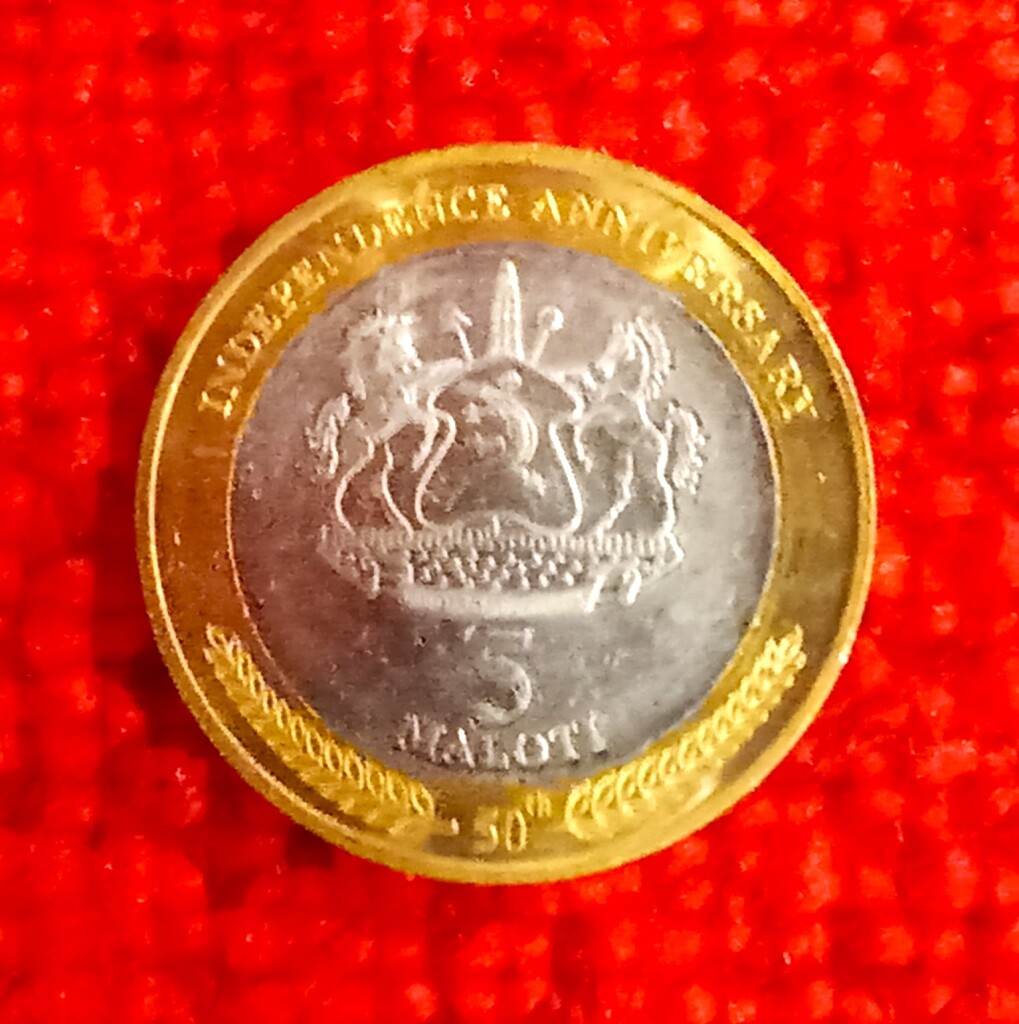 INDEPENDENCE ANNIVERSARY
5
MALOTI
50th